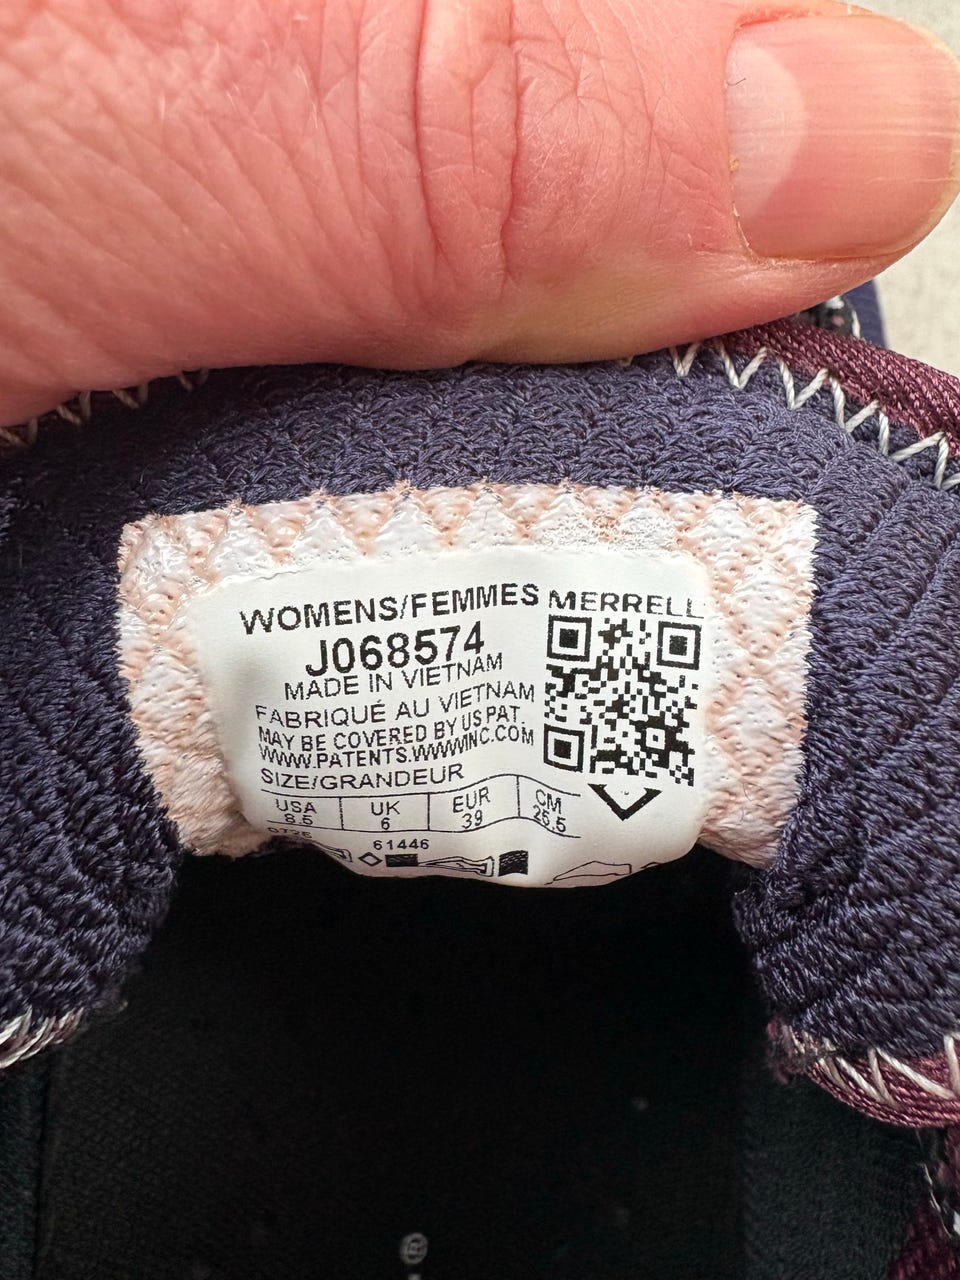 WOMENS/FEMMES
MERRELL
J068574
MADE IN VIETNAM
FABRIQUÉ AU VIETNAM
MAY BE COVERED BY US PAT.
WWW.PATENTS.WWWINC.COM
SIZE/GRANDEUR
USA UK EUR CM
8.5 6 39 25.5
61446
®